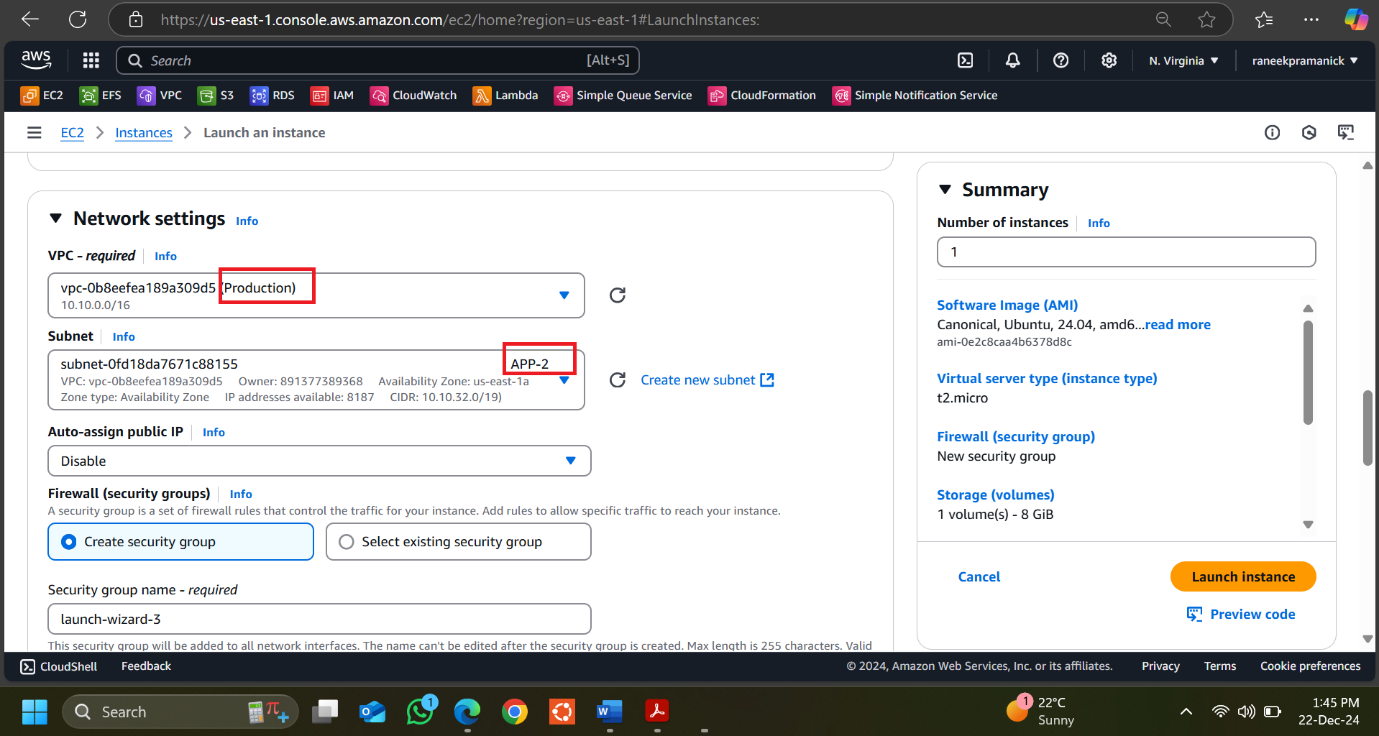 https://us-east-1.console.aws.amazon.com/ec2/home?region=us-east-1#LaunchInstances:
aws
Search
[Alt+S]
N. Virginia
raneekpramanick
EC2
EFS
VPC
S3
RDS
IAM
CloudWatch
Lambda
Simple Queue Service
CloudFormation
Simple Notification Service
EC2
Instances
Launch an instance
Network settings Info
VPC - required Info
vpc-0b8eefea189a309d5 (Production)
10.10.0.0/16
Subnet Info
subnet-0fd18da7671c88155 APP-2
VPC: vpc-0b8eefea189a309d5 Owner: 891377389368 Availability Zone: us-east-1a
Zone type: Availability Zone IP addresses available: 8187 CIDR: 10.10.32.0/19)
Create new subnet
Auto-assign public IP Info
Disable
Firewall (security groups) Info
A security group is a set of firewall rules that control the traffic for your instance. Add rules to allow specific traffic to reach your instance.
Create security group
Select existing security group
Security group name - required
launch-wizard-3
This security group will be added to all network interfaces. The name can't be edited after the security group is created. Max length is 255 characters. Valid
Summary
Number of instances Info
1
Software Image (AMI)
Canonical, Ubuntu, 24.04, amd6...read more
ami-0e2c8caa4b6378d8c
Virtual server type (instance type)
t2.micro
Firewall (security group)
New security group
Storage (volumes)
1 volume(s) - 8 GiB
Cancel
Launch instance
Preview code
CloudShell
Feedback
© 2024, Amazon Web Services, Inc. or its affiliates.
Privacy
Terms
Cookie preferences
Search
1
1
22°C
Sunny
1:45 PM
22-Dec-24